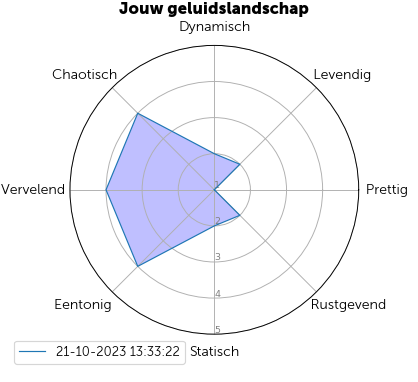 Jouw geluidslandschap
Dynamisch
Chaotisch
Levendig
Vervelend
1
Prettig
2
3
4
Eentonig
Rustgevend
5
21-10-2023 13:33:22
Statisch